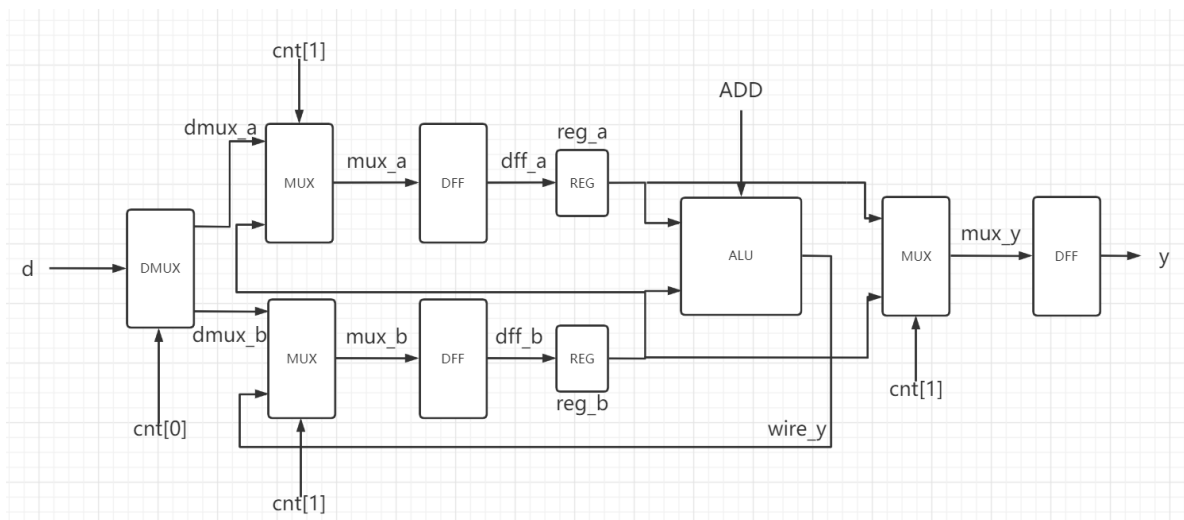 cnt[1]
ADD
dmux_a
reg_a
MUX
mux_a
DFF
dff_a
REG
d
DMUX
ALU
MUX
mux_y
DFF
y
dmux_b
MUX
mux_b
DFF
dff_b
REG
reg_b
cnt[1]
cnt[0]
wire_y
cnt[1]